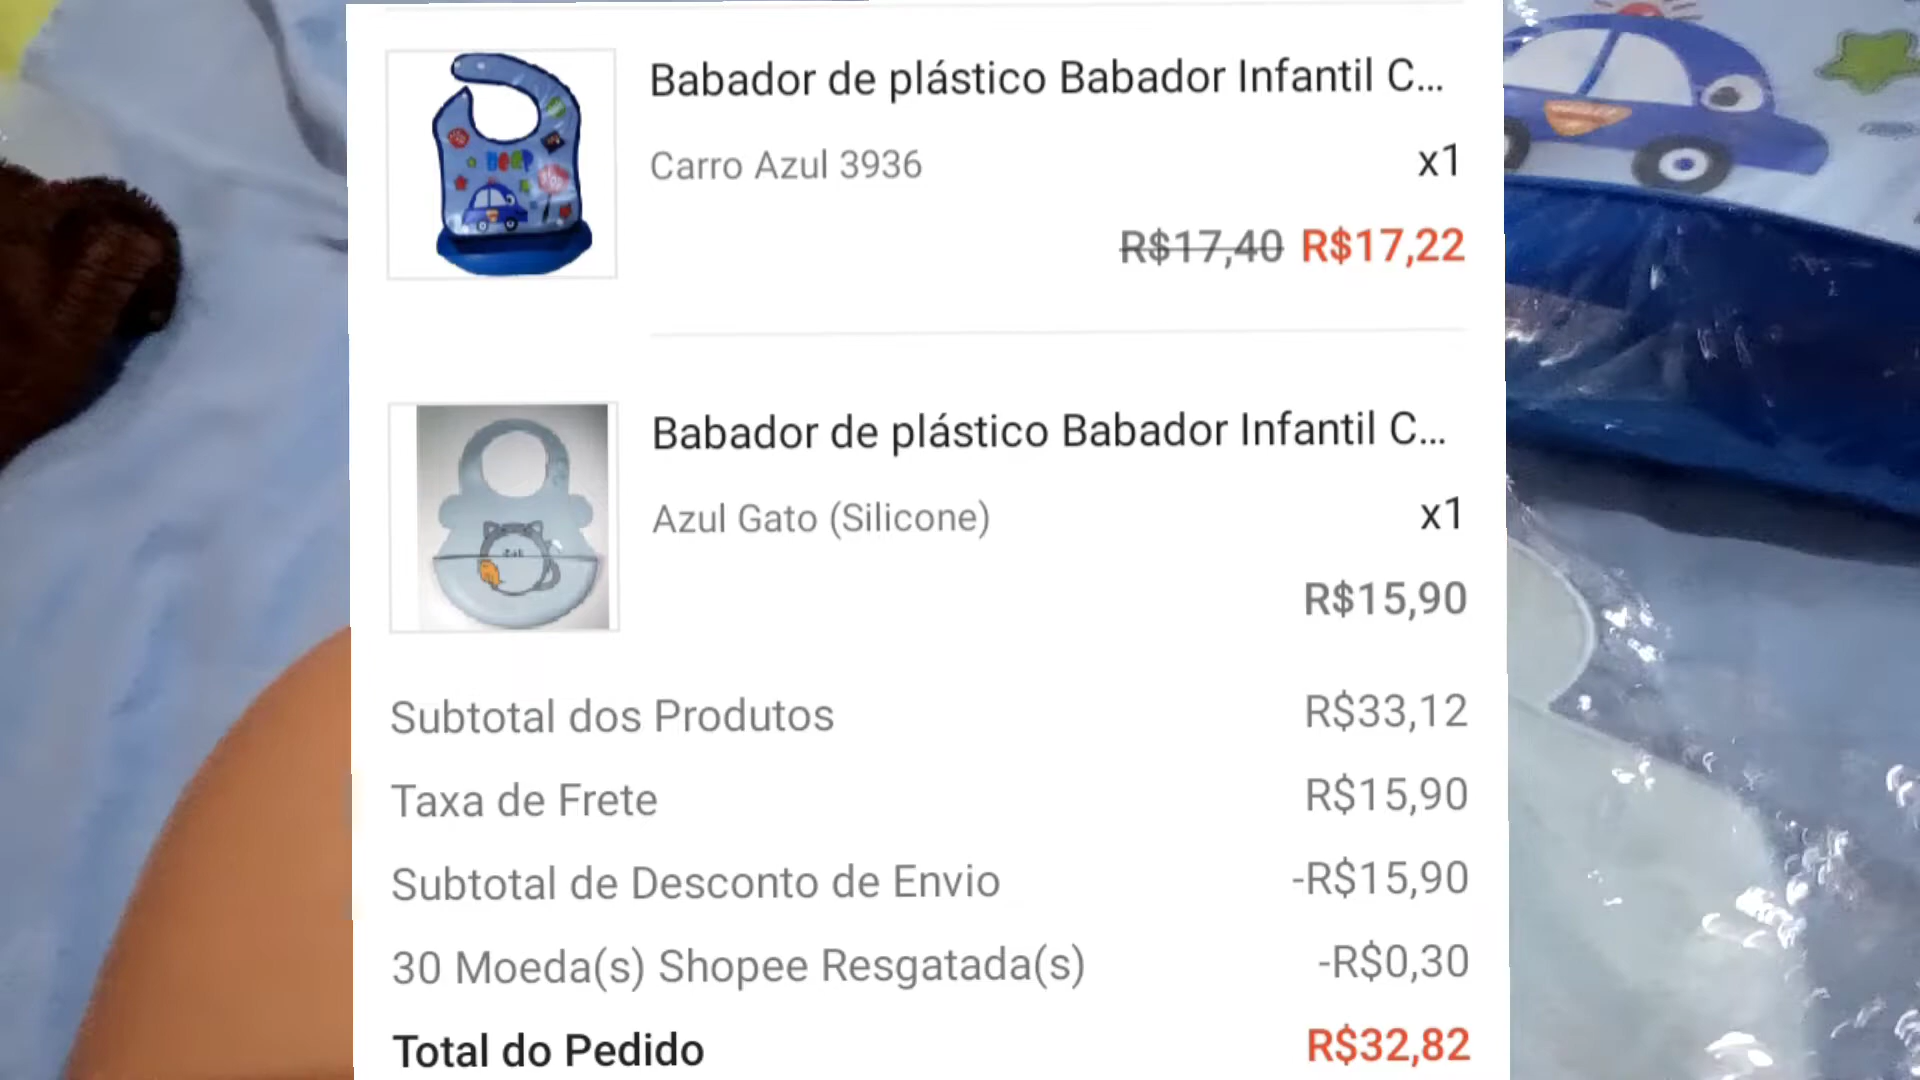 Babador de plástico Babador Infantil C...
Carro Azul 3936
x1
R$17,40 R$17,22
BEEP
STOP
Babador de plástico Babador Infantil C...
Azul Gato (Silicone)
x1
R$15,90
Subtotal dos Produtos R$33,12
Taxa de Frete R$15,90
Subtotal de Desconto de Envio -R$15,90
30 Moeda(s) Shopee Resgatada(s) -R$0,30
Total do Pedido R$32,82